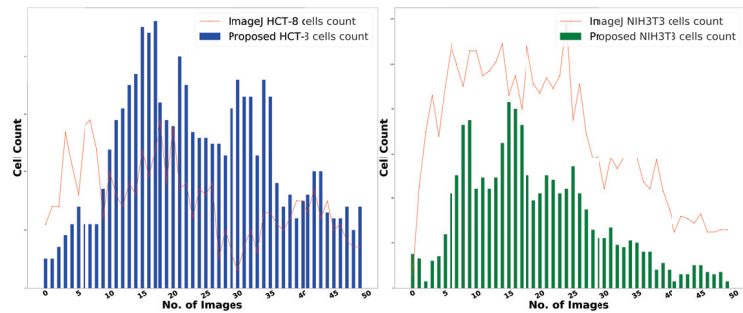 ImageJ HCT-8 cells count
Proposed HCT-8 cells count
Cell Count
0 5 10 15 20 25 30 35 40 45 50
No. of Images
ImageJ NIH3T3 cells count
Proposed NIH3T3 cells count
Cell Count
0 5 10 15 20 25 30 35 40 45 50
No. of Images